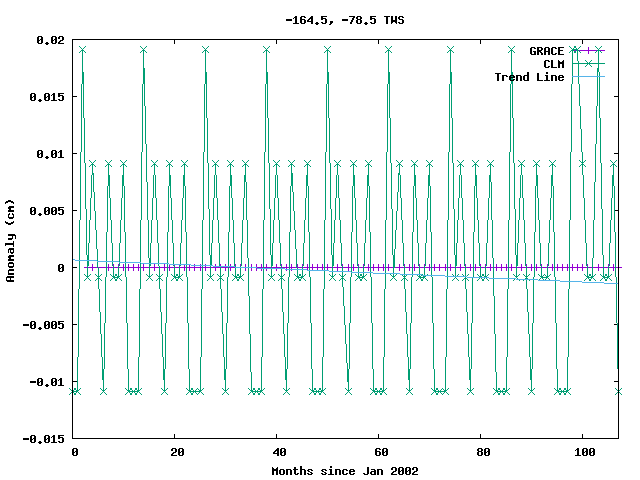 -164.5, -78.5 TWS
0.02
0.015
0.01
0.005
0
-0.005
-0.01
-0.015
Anomaly (cm)
GRACE
CLM
Trend Line
0 20 40 60 80 100
Months since Jan 2002